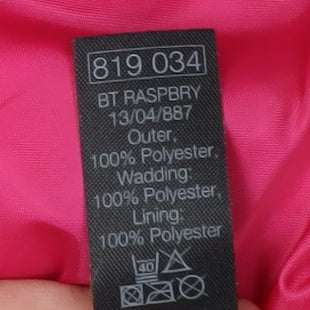 819 034
BT RASPBRY
13/04/887
Outer,
100% Polyester,
Wadding:
100% Polyester,
Lining:
100% Polyester
40